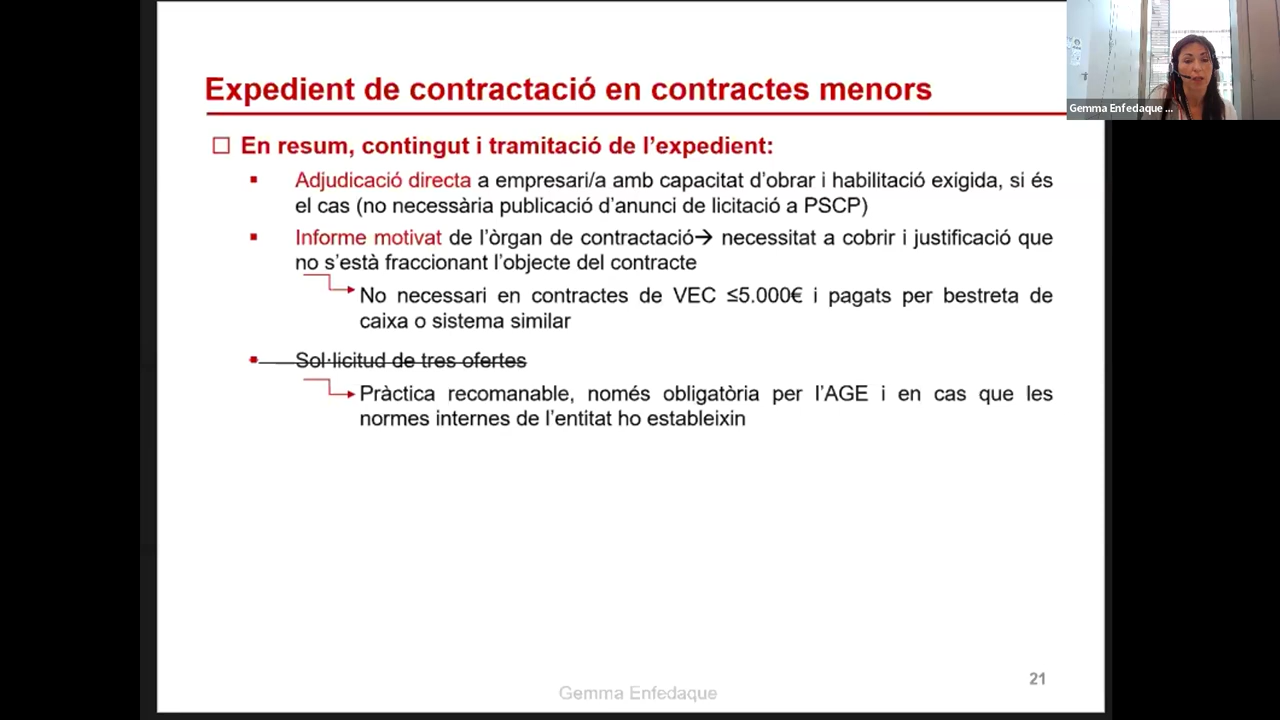 Expedient de contractació en contractes menors
Gemma Enfedaque ...
☐ En resum, contingut i tramitació de l'expedient:
▪ Adjudicació directa a empresari/a amb capacitat d'obrar i habilitació exigida, si és
el cas (no necessària publicació d'anunci de licitació a PSCP)
▪ Informe motivat de l'òrgan de contractació→ necessitat a cobrir i justificació que
no s'està fraccionant l'objecte del contracte
No necessari en contractes de VEC ≤5.000€ i pagats per bestreta de
caixa o sistema similar
▪ Sol·licitud de tres ofertes
Pràctica recomanable, només obligatòria per l'AGE i en cas que les
normes internes de l'entitat ho estableixin
21
Gemma Enfedaque